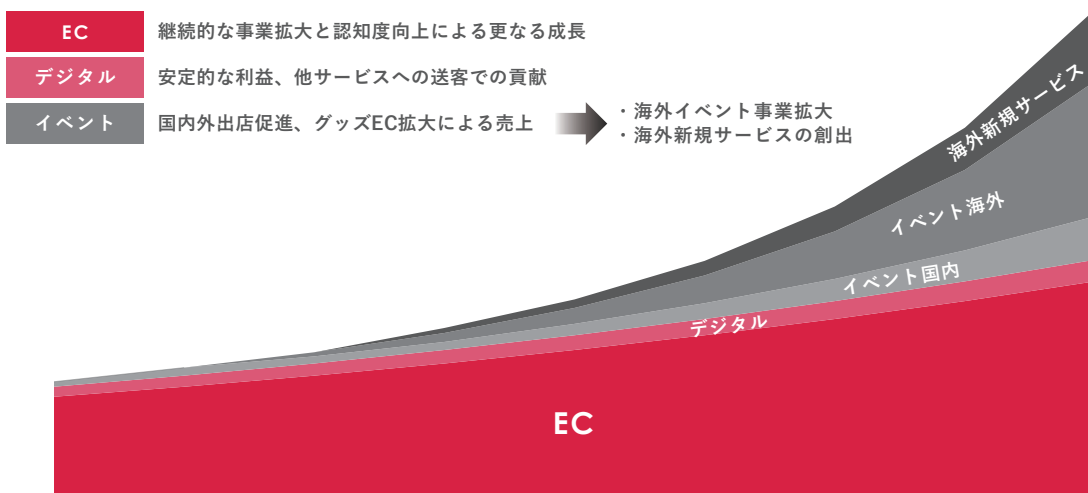 EC
継続的な事業拡大と認知度向上による更なる成長
デジタル
安定的な利益、他サービスへの送客での貢献
イベント
国内外出店促進、グッズEC拡大による売上
・海外イベント事業拡大
・海外新規サービスの創出
海外新規サービス
イベント海外
イベント国内
デジタル
EC